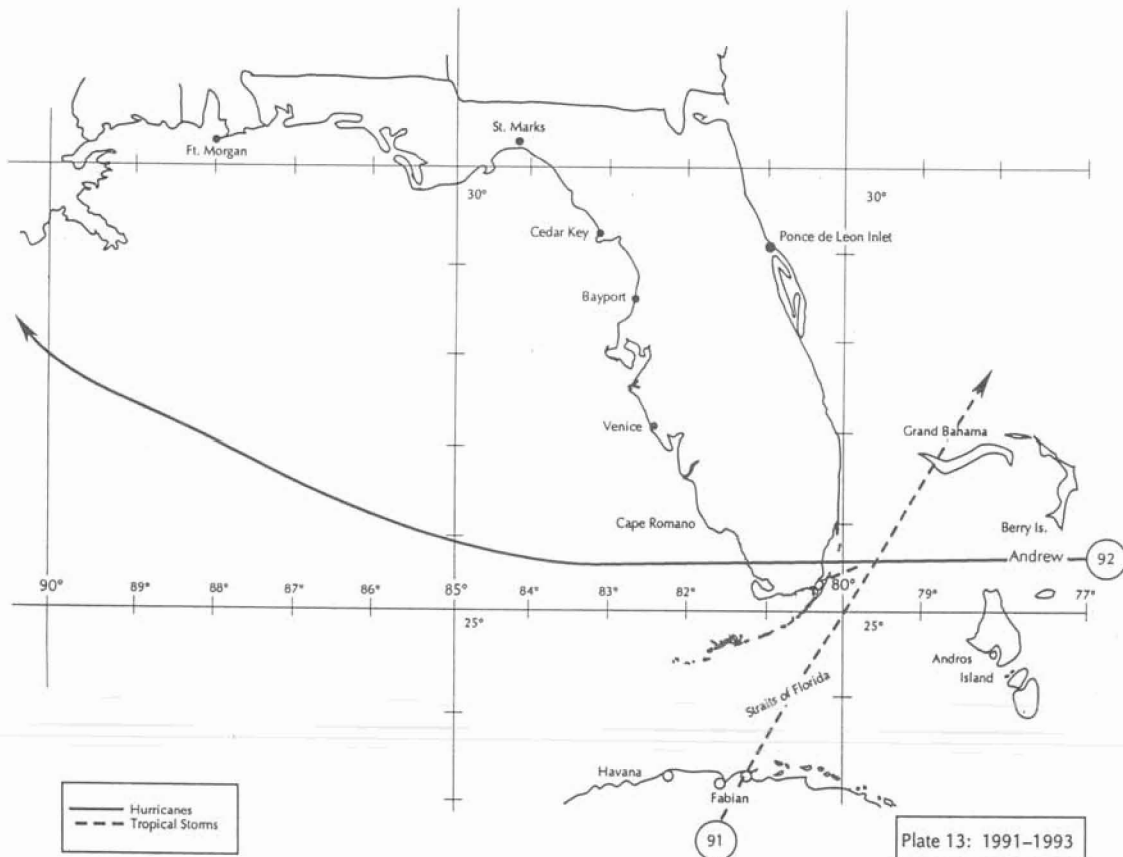 St. Marks
Ft. Morgan
30°
30°
Cedar Key
Ponce de Leon Inlet
Bayport
Venice
Grand Bahama
Cape Romano
Berry Is.
Andrew
92
90°
89°
88°
87°
85°
84°
83°
82°
81°
80°
79°
77°
25°
25°
Andros
Island
Straits of Florida
Havana
Fabian
Hurricanes
Tropical Storms
91
Plate 13: 1991–1993